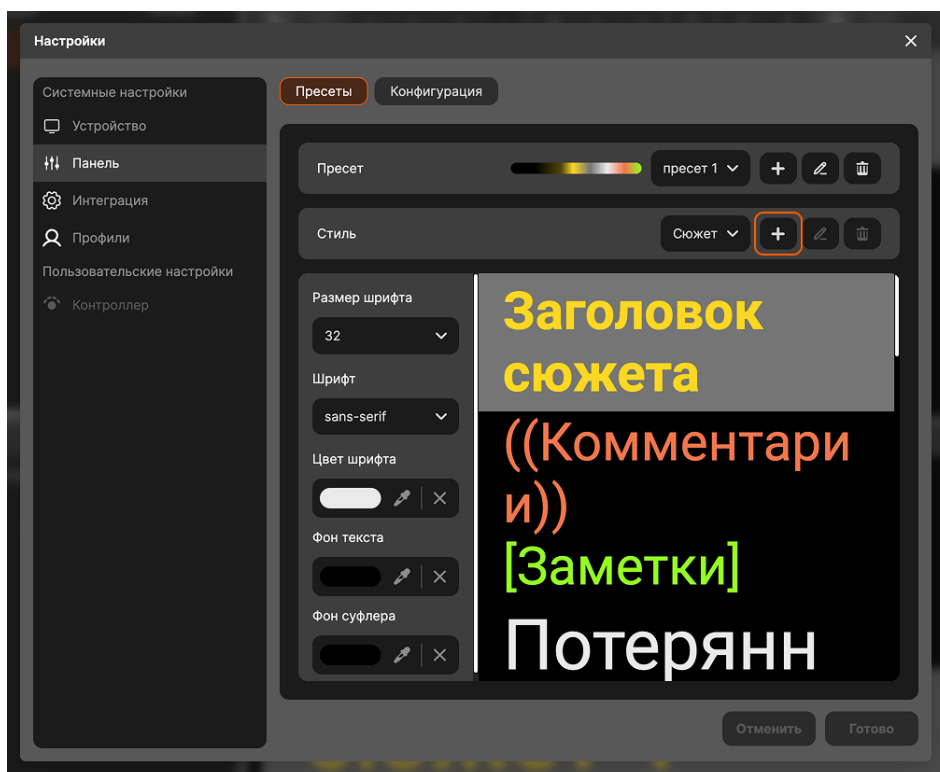 Настройки
Системные настройки
Устройство
Панель
Интеграция
Профили
Пользовательские настройки
Контроллер
Пресеты
Конфигурация
Пресет
пресет 1
Стиль
Сюжет
Размер шрифта
32
Шрифт
sans-serif
Цвет шрифта
Фон текста
Фон суфлера
Заголовок
сюжета
((Комментари
и))
[Заметки]
Потерянн
Отменить
Готово